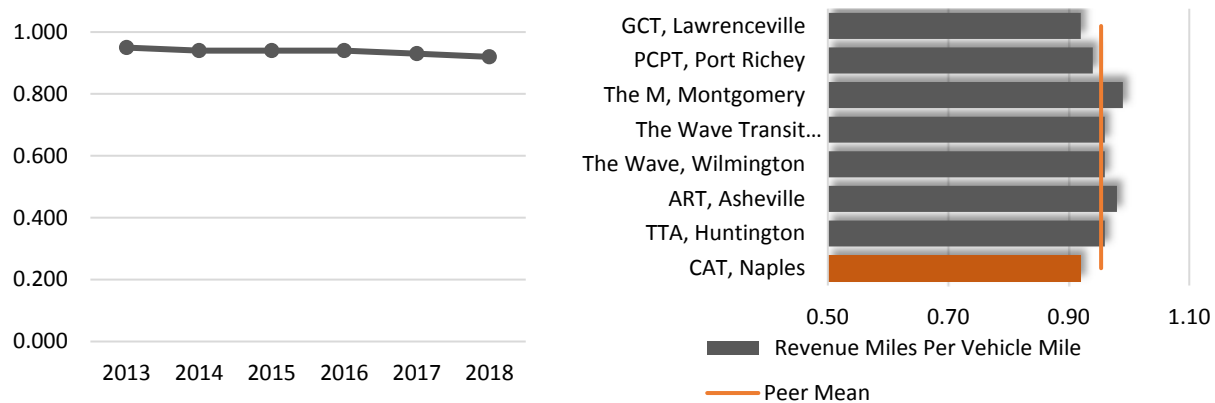 1.000
0.800
0.600
0.400
0.200
0.000
2013 2014 2015 2016 2017 2018
GCT, Lawrenceville
PCPT, Port Richey
The M, Montgomery
The Wave Transit…
The Wave, Wilmington
ART, Asheville
TTA, Huntington
CAT, Naples
0.50 0.70 0.90 1.10
Revenue Miles Per Vehicle Mile
Peer Mean